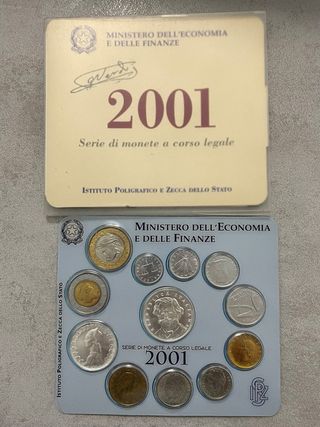 MINISTERO DELL'ECONOMIA
E DELLE FINANZE
G Verdi
2001
Serie di monete a corso legale
ISTITUTO POLIGRAFICO E ZECCA DELLO STATO
MINISTERO DELL'ECONOMIA
E DELLE FINANZE
ISTITUTO POLIGRAFICO E ZECCA DELLO STATO
SERIE DI MONETE A CORSO LEGALE
2001